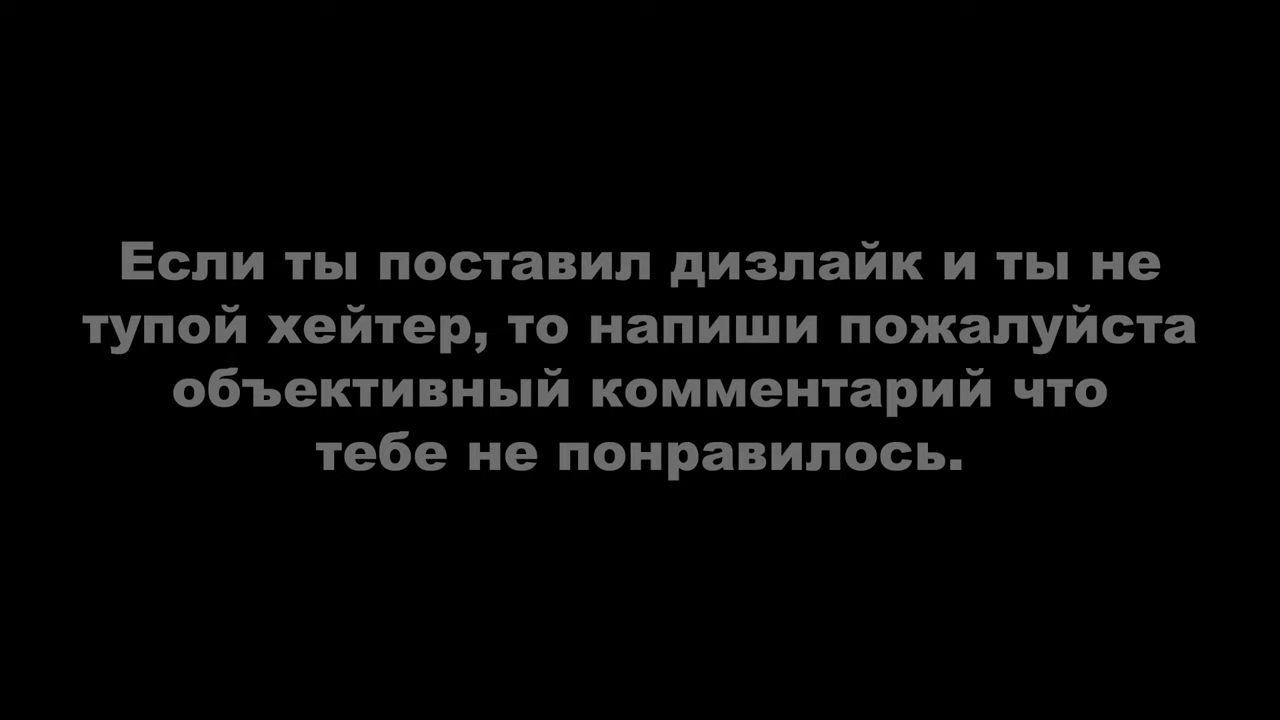 Если ты поставил дизлайк и ты не
тупой хейтер, то напиши пожалуйста
объективный комментарий что
тебе не понравилось.